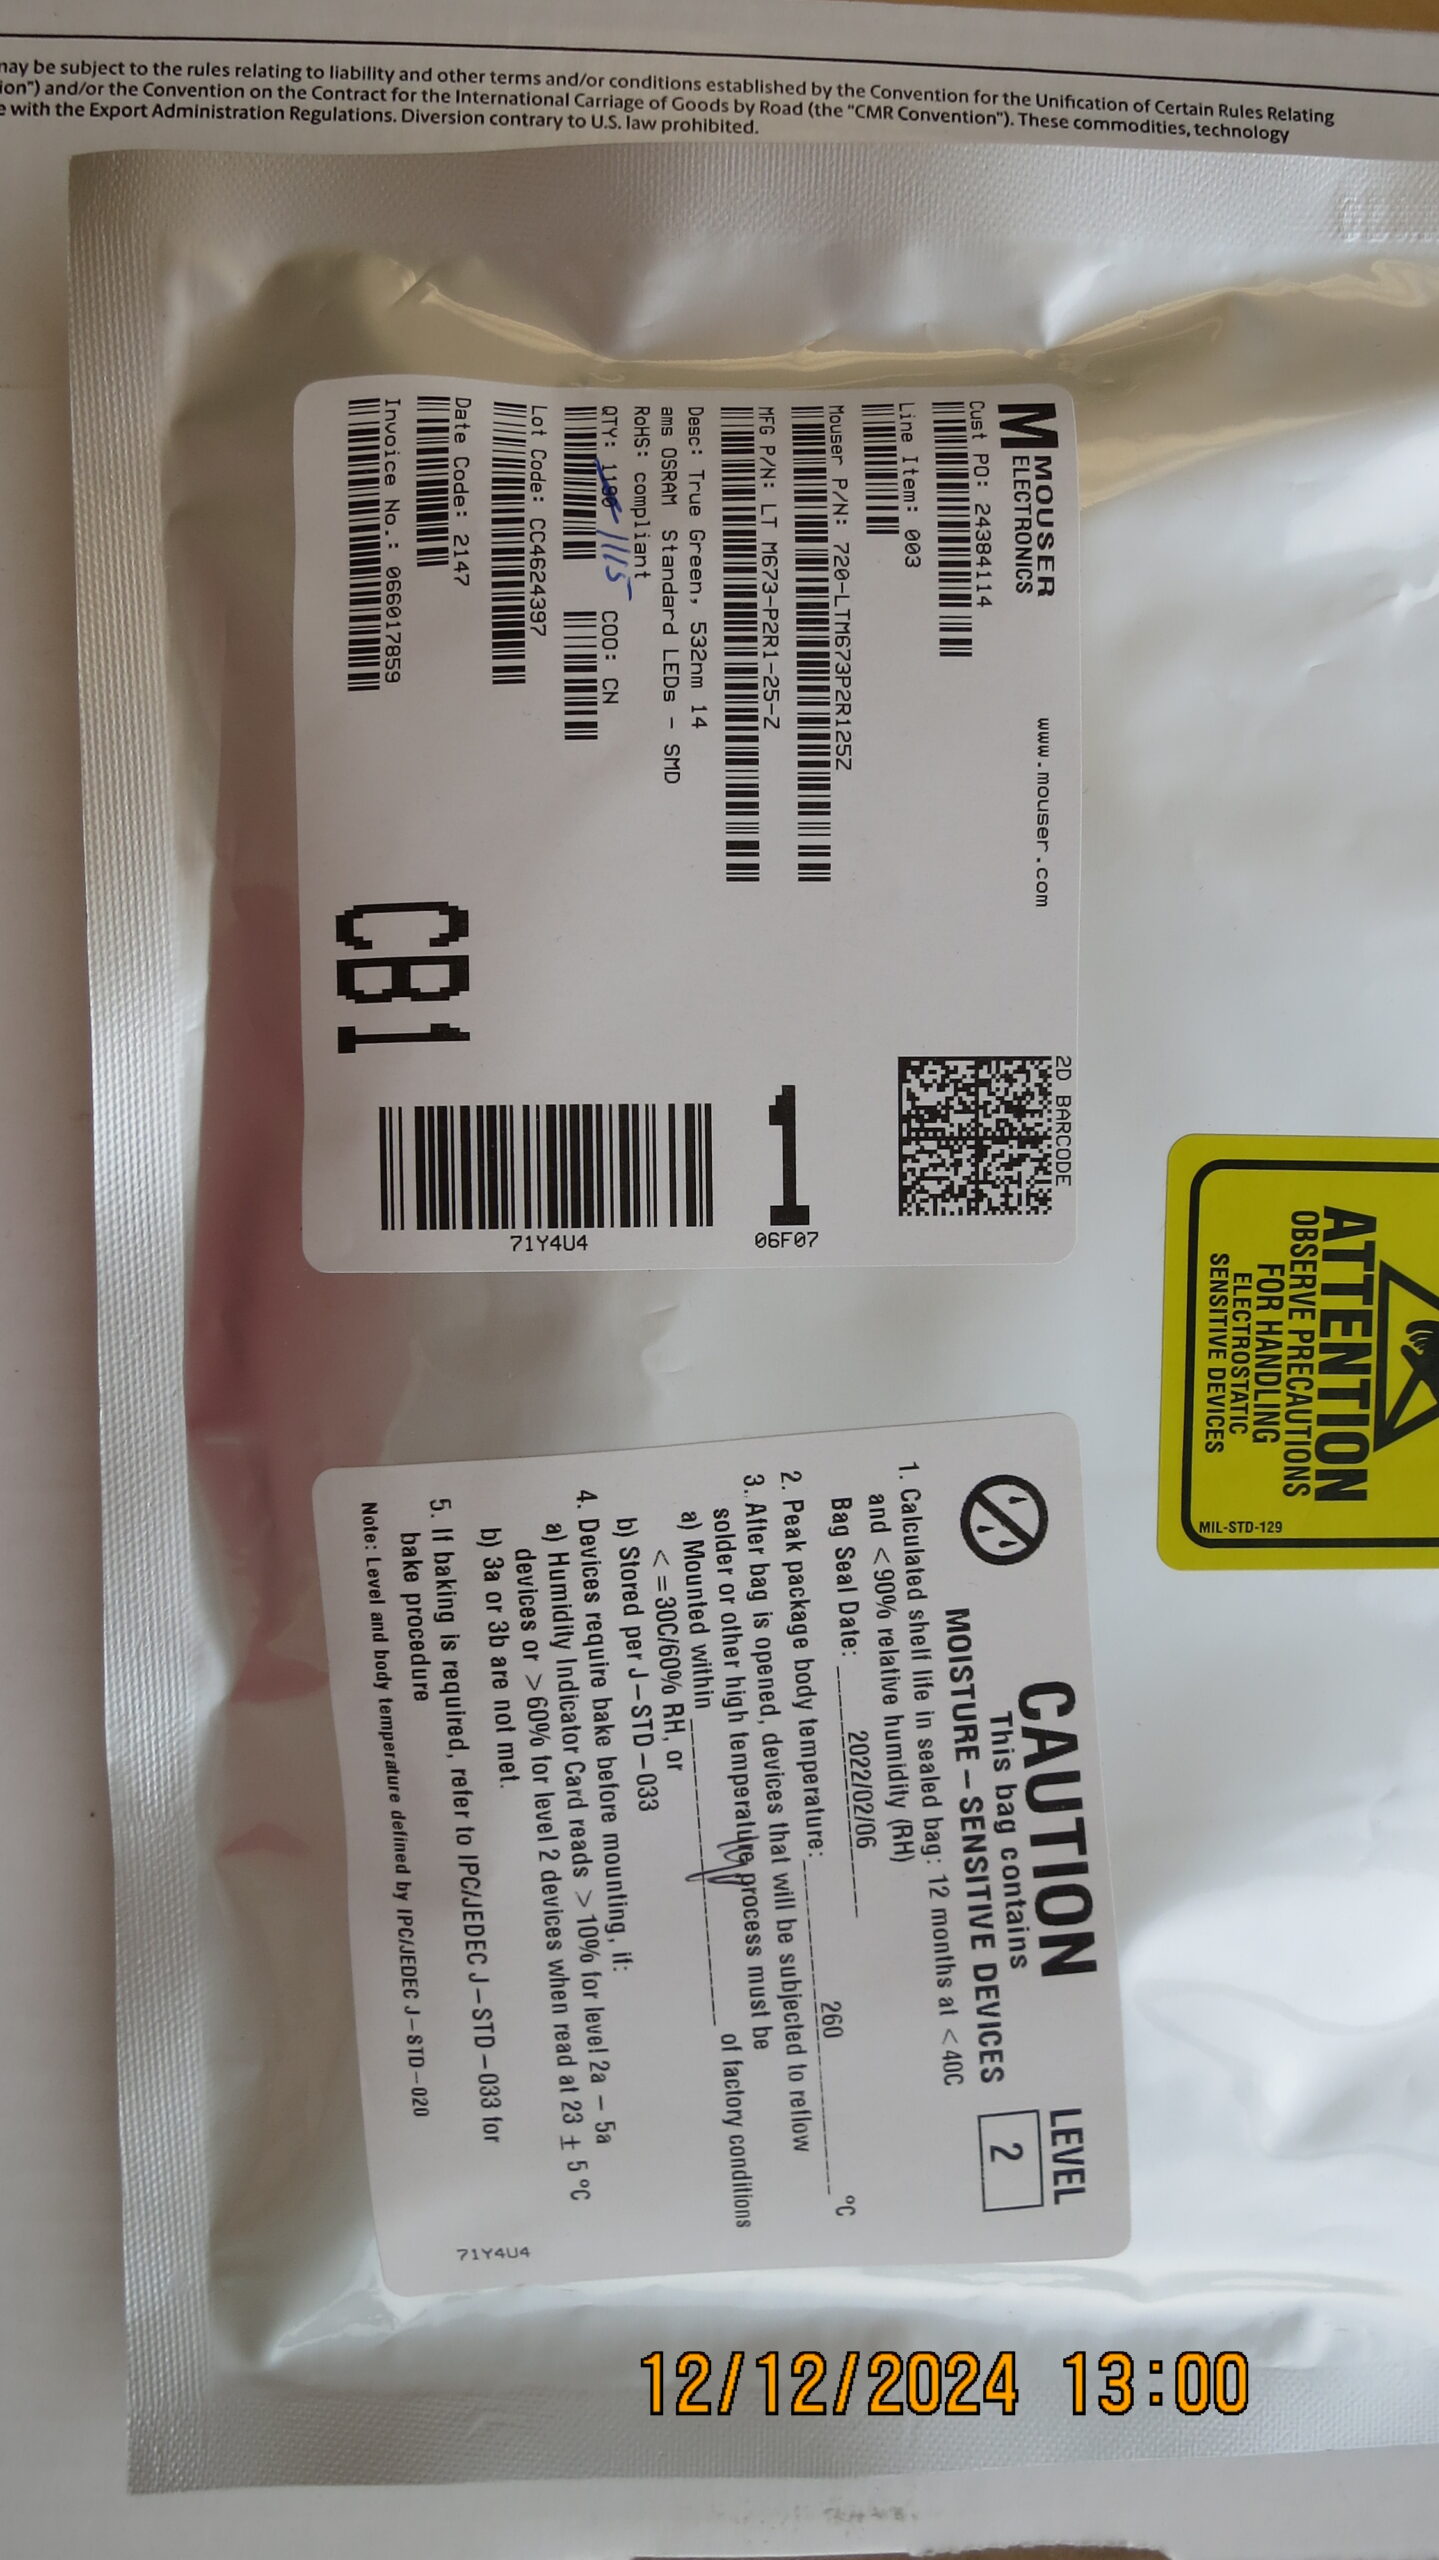 may be subject to the rules relating to liability and other terms and/or conditions established by the Convention for the Unification of Certain Rules Relating
ion") and/or the Convention on the Contract for the International Carriage of Goods by Road (the "CMR Convention"). These commodities, technology
e with the Export Administration Regulations. Diversion contrary to U.S. law prohibited.
MOUSER
ELECTRONICS
www.mouser.com
2D BARCODE
Cust PO: 24384114
Line Item: 003
Mouser P/N: 720-LTM673P2R125Z
MFG P/N: LT M673-P2R1-25-Z
Desc: True Green, 532nm 14
ams OSRAM Standard LEDs - SMD
RoHS: compliant
QTY: 1115 COO: CN
Lot Code: CC4624397
Date Code: 2147
Invoice No.: 066017859
CB1
1
06F07
71Y4U4
ATTENTION
OBSERVE PRECAUTIONS
FOR HANDLING
ELECTROSTATIC
SENSITIVE DEVICES
MIL-STD-129
CAUTION
This bag contains
MOISTURE-SENSITIVE DEVICES
LEVEL
2
1. Calculated shelf life in sealed bag: 12 months at <40C
and <90% relative humidity (RH)
Bag Seal Date: 2022/02/06
2. Peak package body temperature: 260 °C
3. After bag is opened, devices that will be subjected to reflow
solder or other high temperature process must be
a) Mounted within of factory conditions
<=30C/60% RH, or
b) Stored per J-STD-033
4. Devices require bake before mounting, if:
a) Humidity Indicator Card reads >10% for level 2a - 5a
devices or >60% for level 2 devices when read at 23 ± 5 °C
b) 3a or 3b are not met.
5. If baking is required, refer to IPC/JEDEC J-STD-033 for
bake procedure
Note: Level and body temperature defined by IPC/JEDEC J-STD-020
71Y4U4
12/12/2024 13:00